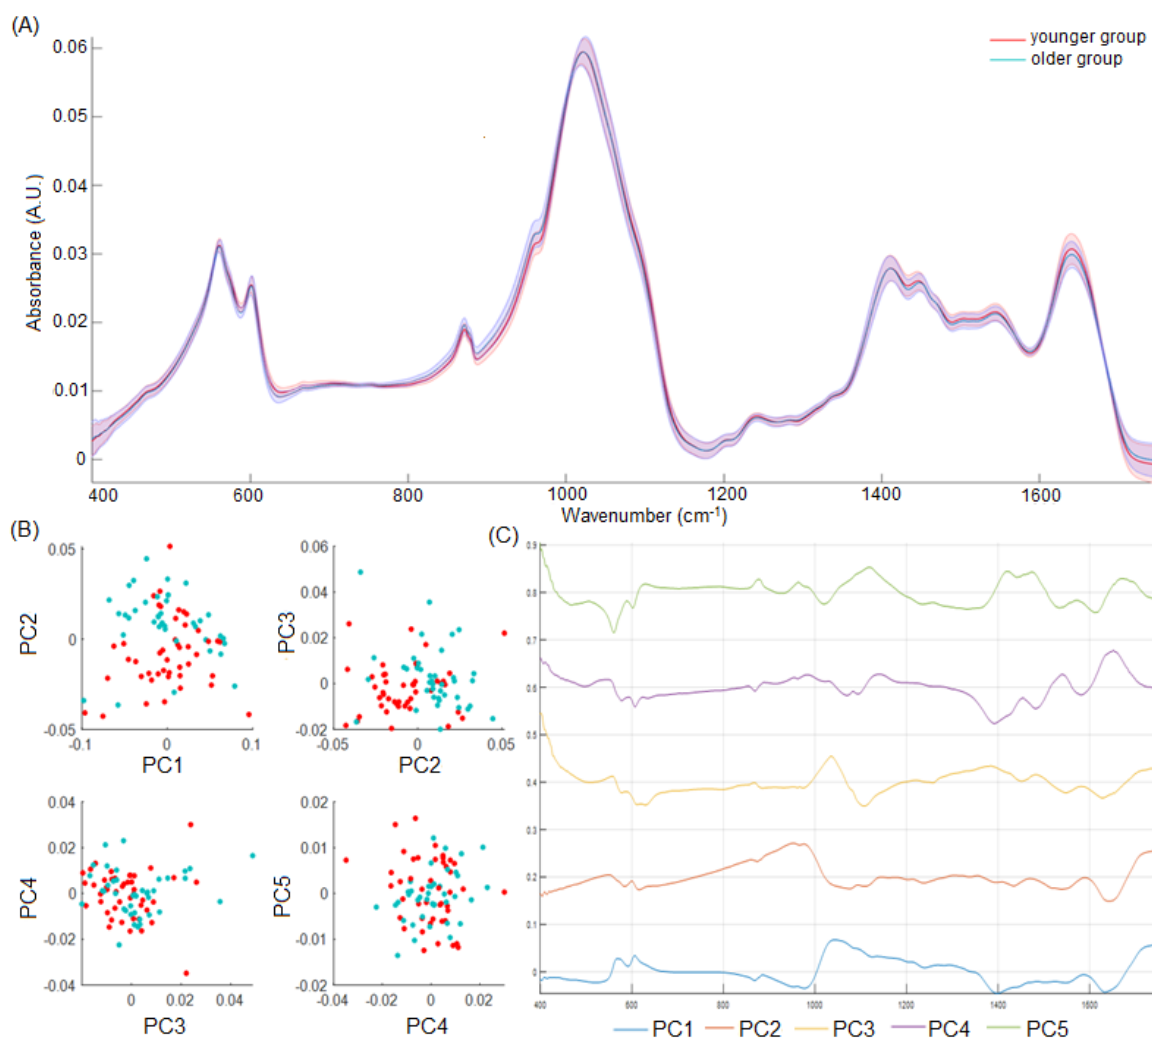 (A)
younger group
older group
0.06
0.05
0.04
0.03
0.02
0.01
0
Absorbance (A.U.)
400 600 800 1000 1200 1400 1600
Wavenumber (cm-1)
(B)
0.05
0
-0.05
PC2
-0.1 0 0.1
PC1
0.06
0.04
0.02
0
-0.02
PC3
-0.05 0 0.05
PC2
0.04
0.02
0
-0.02
-0.04
PC4
0 0.02 0.04
PC3
0.02
0.01
0
-0.01
-0.02
PC5
-0.04 -0.02 0 0.02
PC4
(C)
0.9
0.8
0.7
0.6
0.5
0.4
0.3
0.2
0.1
0
400 600 800 1000 1200 1400 1600
PC1 PC2 PC3 PC4 PC5